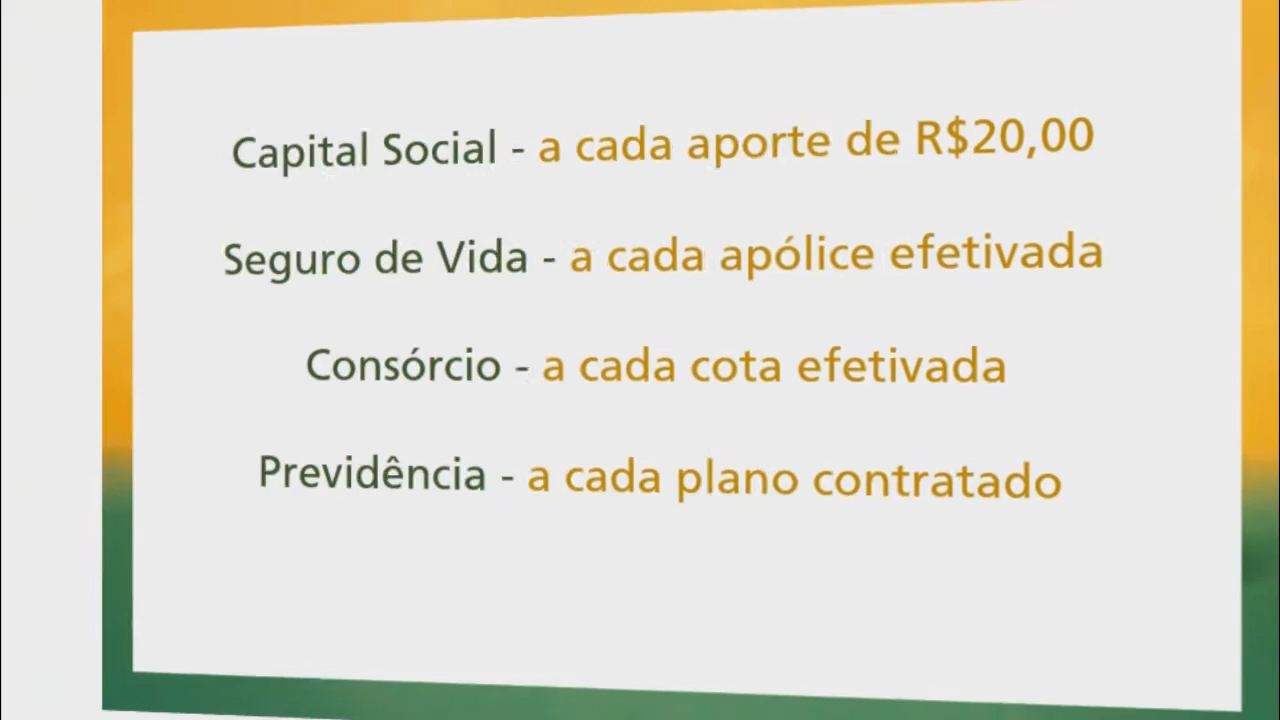 Capital Social - a cada aporte de R$20,00
Seguro de Vida - a cada apólice efetivada
Consórcio - a cada cota efetivada
Previdência - a cada plano contratado